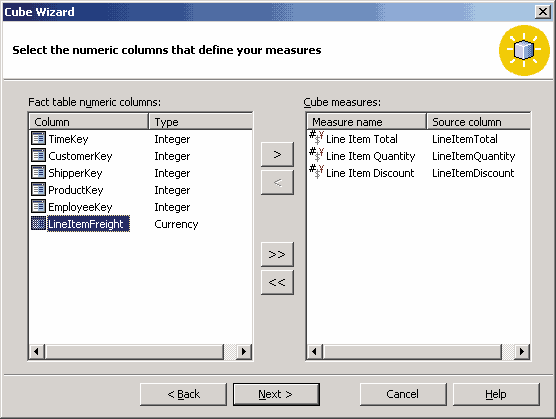 Cube Wizard
Select the numeric columns that define your measures
Fact table numeric columns:
Column Type
TimeKey Integer
CustomerKey Integer
ShipperKey Integer
ProductKey Integer
EmployeeKey Integer
LineItemFreight Currency
>
<
>>
<<
Cube measures:
Measure name Source column
Line Item Total LineItemTotal
Line Item Quantity LineItemQuantity
Line Item Discount LineItemDiscount
< Back Next > Cancel Help